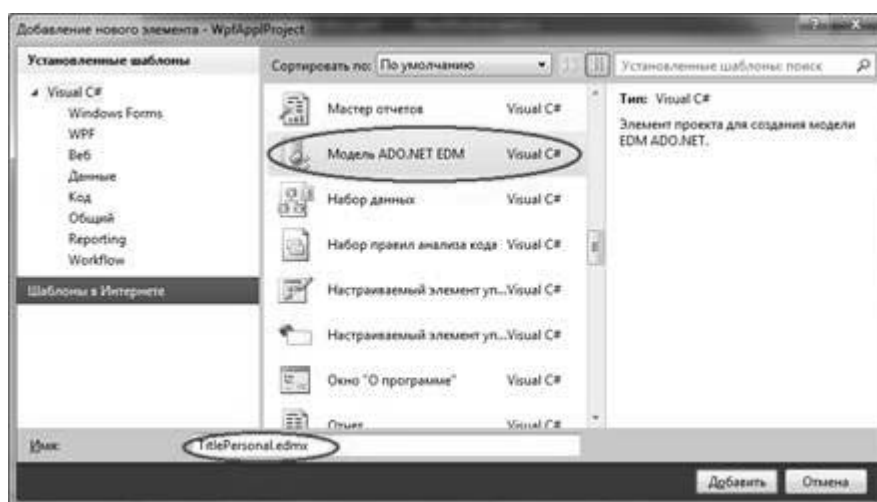 Добавление нового элемента - WpfApplProject
Установленные шаблоны
Visual C#
Windows Forms
WPF
Веб
Данные
Код
Общий
Reporting
Workflow
Шаблоны в Интернете
Сортировать по: По умолчанию
Мастер отчетов Visual C#
Модель ADO.NET EDM Visual C#
Набор данных Visual C#
Набор правил анализа кода Visual C#
Настраиваемый элемент уп... Visual C#
Настраиваемый элемент уп... Visual C#
Окно "О программе" Visual C#
Отчет Visual C#
Установленные шаблоны: поиск
Тип: Visual C#
Элемент проекта для создания модели
EDM ADO.NET.
Имя: TitlePersonal.edmx
Добавить Отмена